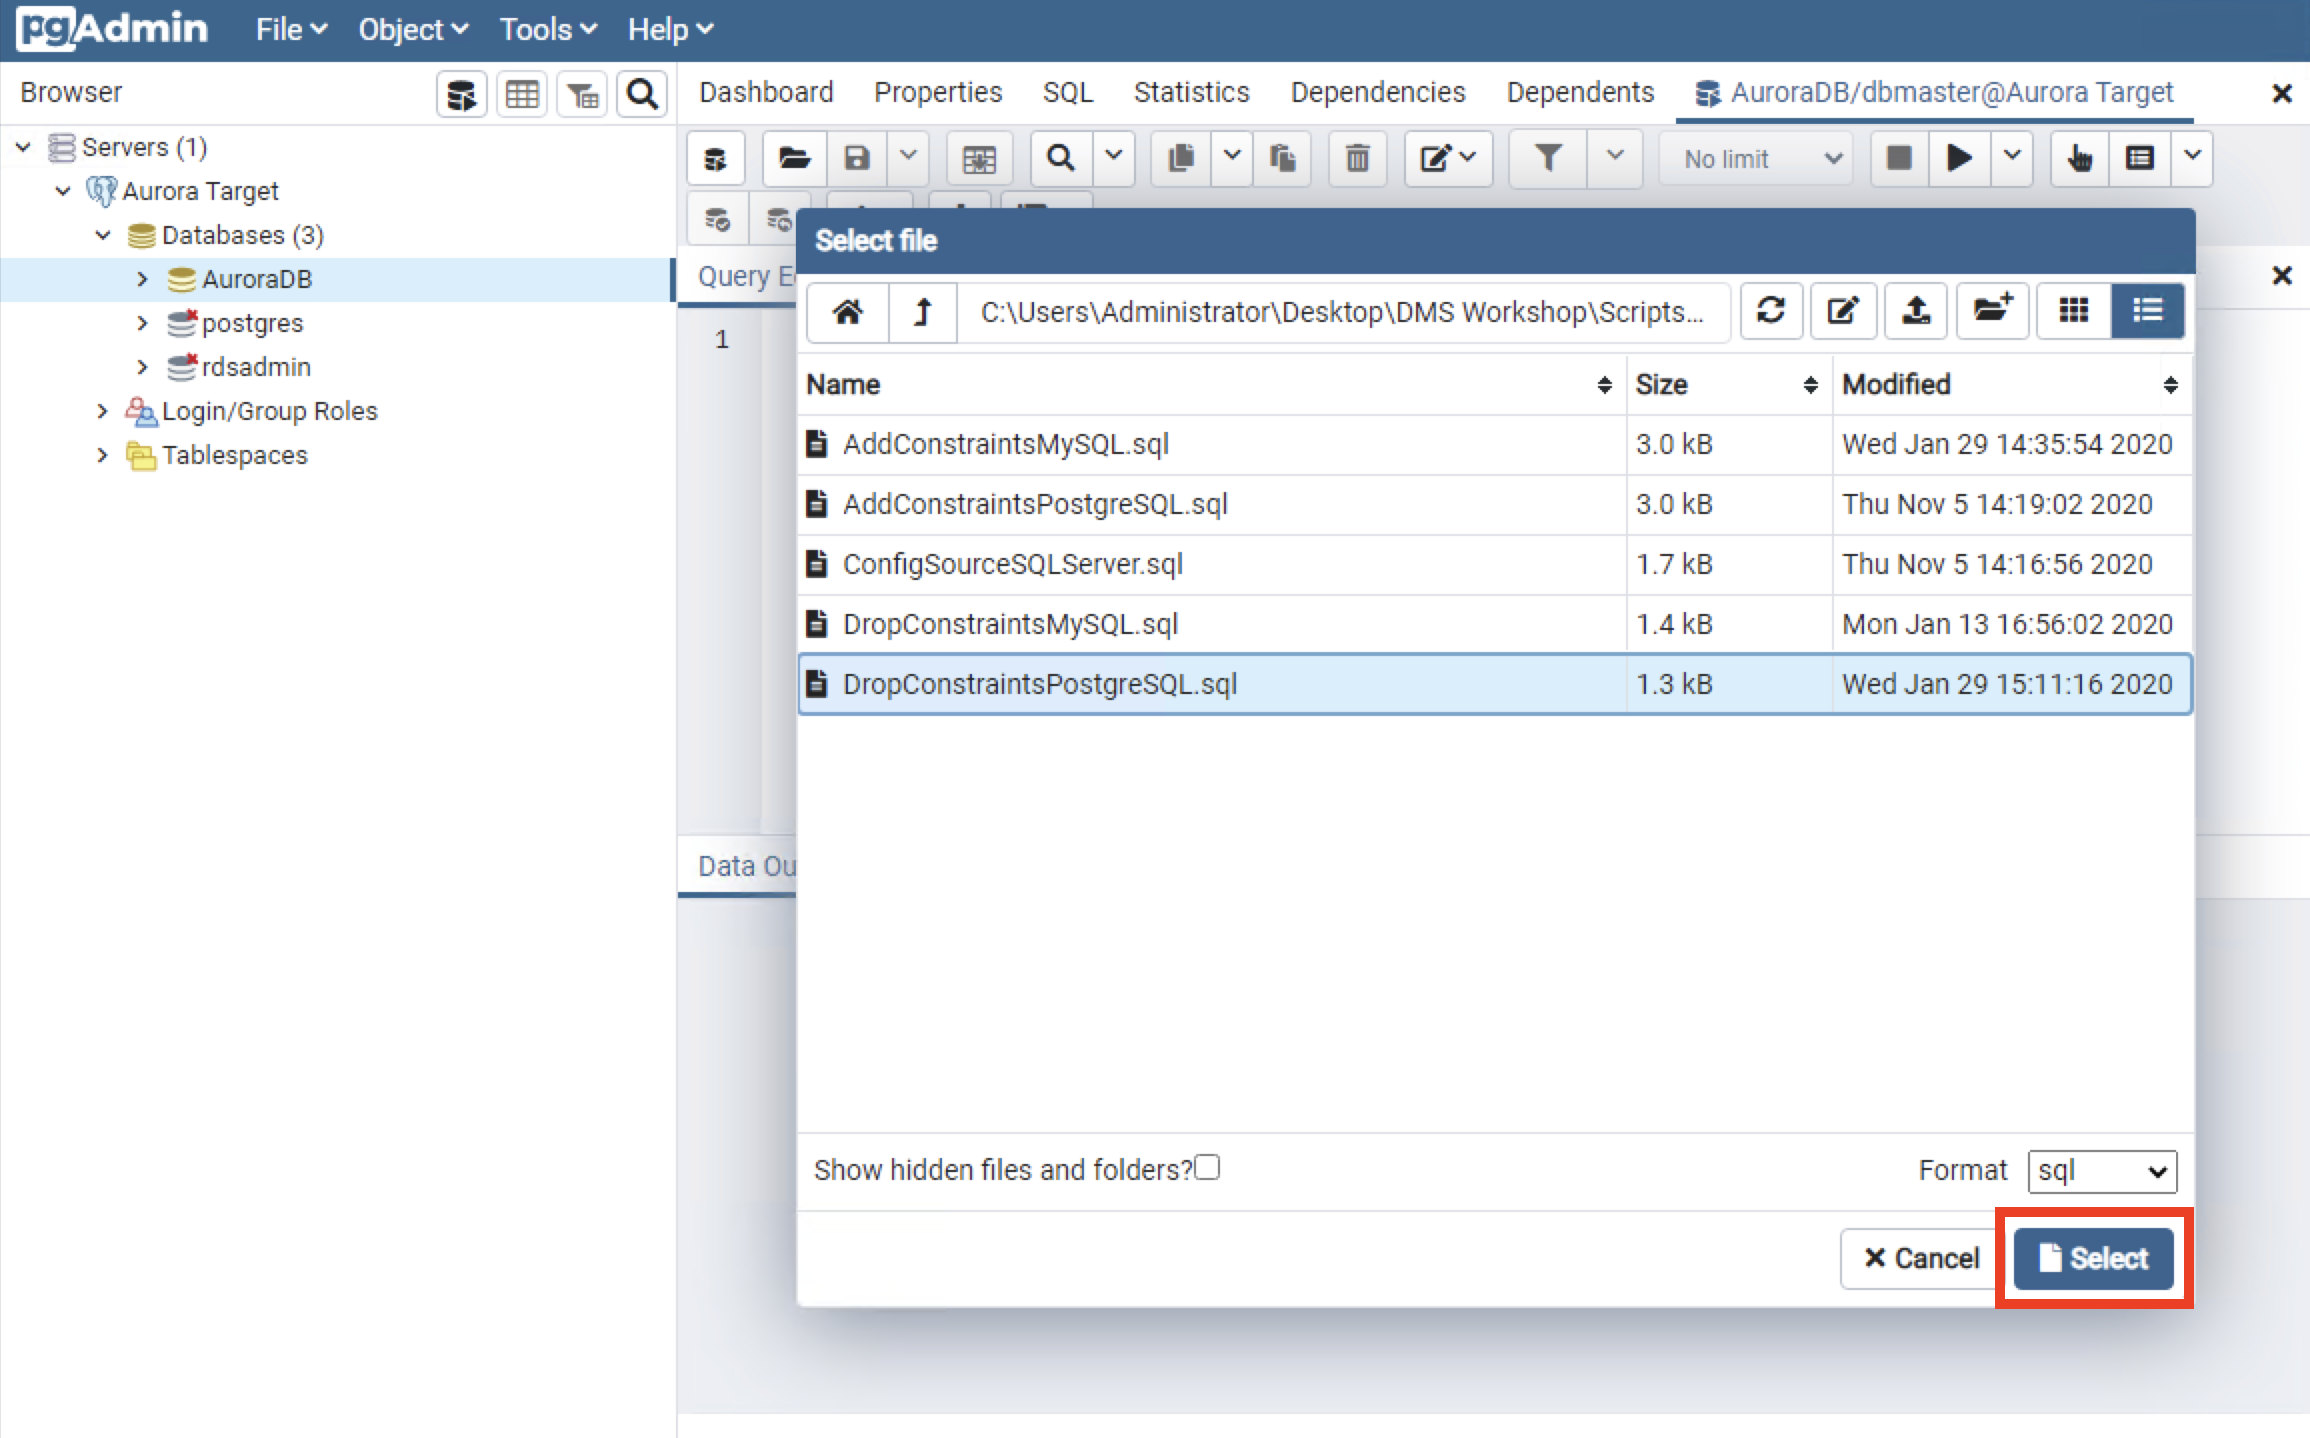 pgAdmin File Object Tools Help
Browser
Dashboard Properties SQL Statistics Dependencies Dependents AuroraDB/dbmaster@Aurora Target
Servers (1)
Aurora Target
Databases (3)
AuroraDB
postgres
rdsadmin
Login/Group Roles
Tablespaces
No limit
Query E
1
Data Ou
Select file
C:\Users\Administrator\Desktop\DMS Workshop\Scripts...
Name Size Modified
AddConstraintsMySQL.sql 3.0 kB Wed Jan 29 14:35:54 2020
AddConstraintsPostgreSQL.sql 3.0 kB Thu Nov 5 14:19:02 2020
ConfigSourceSQLServer.sql 1.7 kB Thu Nov 5 14:16:56 2020
DropConstraintsMySQL.sql 1.4 kB Mon Jan 13 16:56:02 2020
DropConstraintsPostgreSQL.sql 1.3 kB Wed Jan 29 15:11:16 2020
Show hidden files and folders? Format sql
Cancel Select